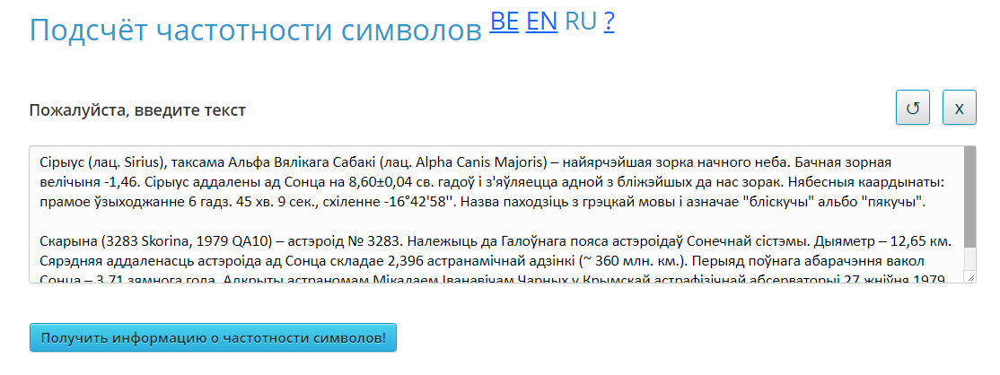 Подсчёт частотности символов BE EN RU ?
Пожалуйста, введите текст
↺ x
Сірыус (лац. Sirius), таксама Альфа Вялікага Сабакі (лац. Alpha Canis Majoris) – найярчэйшая зорка начного неба. Бачная зорная
велічыня -1,46. Сірыус аддалены ад Сонца на 8,60±0,04 св. гадоў і з'яўляецца адной з бліжэйшых да нас зорак. Нябесныя каардынаты:
прамое ўзыходжанне 6 гадз. 45 хв. 9 сек., схіленне -16°42'58''. Назва паходзіць з грэцкай мовы і азначае "бліскучы" альбо "пякучы".
Скарына (3283 Skorina, 1979 QA10) – астэроід № 3283. Належыць да Галоўнага пояса астэроідаў Сонечнай сістэмы. Дыяметр – 12,65 км.
Сярэдняя аддаленасць астэроіда ад Сонца складае 2,396 астранамічнай адзінкі (~ 360 млн. км.). Перыяд поўнага абарачэння вакол
Сонца – 3,71 зямнога года. Адкрыты астраномам Мікалаем Іванавічам Чарных у Крымскай астрафізічнай абсерваторыі 27 жніўня 1979
Получить информацию о частотности символов!